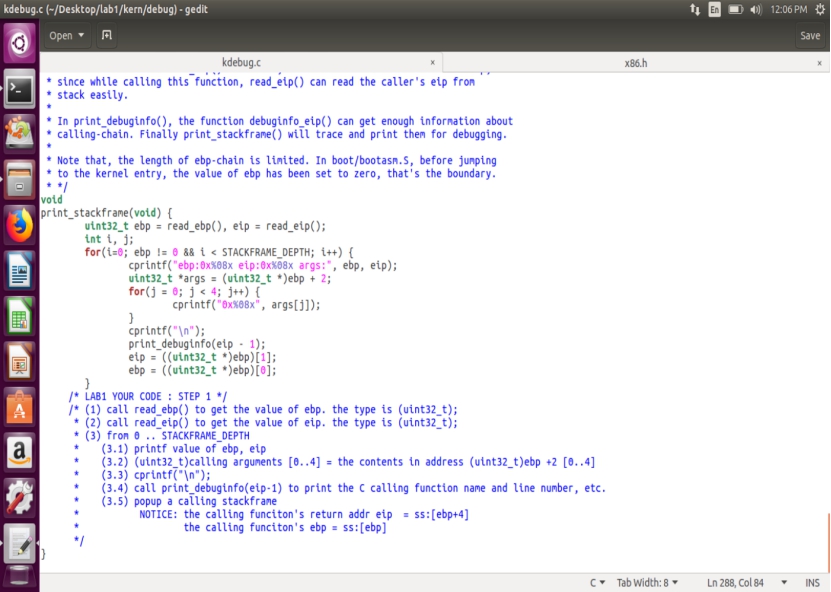 kdebug.c (~/Desktop/lab1/kern/debug) - gedit
En
12:06 PM
Open
Save
kdebug.c ×
x86.h ×
* since while calling this function, read_eip() can read the caller's eip from
* stack easily.
*
* In print_debuginfo(), the function debuginfo_eip() can get enough information about
* calling-chain. Finally print_stackframe() will trace and print them for debugging.
*
* Note that, the length of ebp-chain is limited. In boot/bootasm.S, before jumping
* to the kernel entry, the value of ebp has been set to zero, that's the boundary.
* */
void
print_stackframe(void) {
uint32_t ebp = read_ebp(), eip = read_eip();
int i, j;
for(i=0; ebp != 0 && i < STACKFRAME_DEPTH; i++) {
cprintf("ebp:0x%08x eip:0x%08x args:", ebp, eip);
uint32_t *args = (uint32_t *)ebp + 2;
for(j = 0; j < 4; j++) {
cprintf("0x%08x", args[j]);
}
cprintf("\n");
print_debuginfo(eip - 1);
eip = ((uint32_t *)ebp)[1];
ebp = ((uint32_t *)ebp)[0];
}
/* LAB1 YOUR CODE : STEP 1 */
/* (1) call read_ebp() to get the value of ebp. the type is (uint32_t);
* (2) call read_eip() to get the value of eip. the type is (uint32_t);
* (3) from 0 .. STACKFRAME_DEPTH
* (3.1) printf value of ebp, eip
* (3.2) (uint32_t)calling arguments [0..4] = the contents in address (uint32_t)ebp +2 [0..4]
* (3.3) cprintf("\n");
* (3.4) call print_debuginfo(eip-1) to print the C calling function name and line number, etc.
* (3.5) popup a calling stackframe
* NOTICE: the calling funciton's return addr eip = ss:[ebp+4]
* the calling funciton's ebp = ss:[ebp]
*/
}
C Tab Width: 8 Ln 288, Col 84 INS